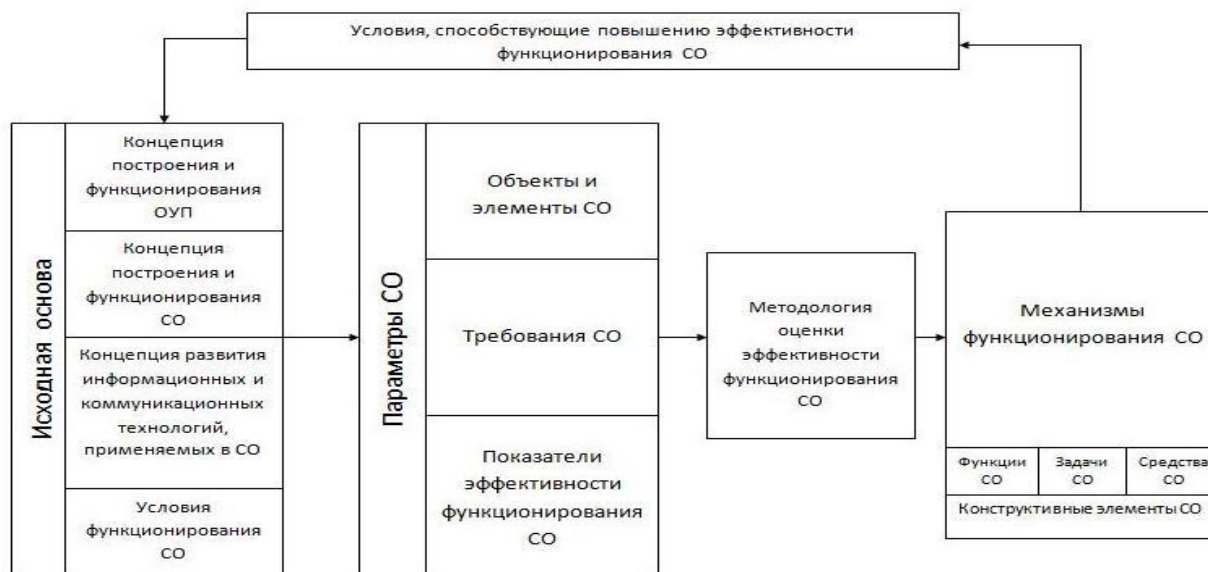 Условия, способствующие повышению эффективности
функционирования СО
Исходная основа
Концепция
построения и
функционирования
ОУП
Концепция
построения и
функционирования
СО
Концепция развития
информационных и
коммуникационных
технологий,
применяемых в СО
Условия
функционирования
СО
Параметры СО
Объекты и
элементы СО
Требования СО
Показатели
эффективности
функционирования
СО
Методология
оценки
эффективности
функционирования
СО
Механизмы
функционирования СО
Функции
СО
Задачи
СО
Средства
СО
Конструктивные элементы СО